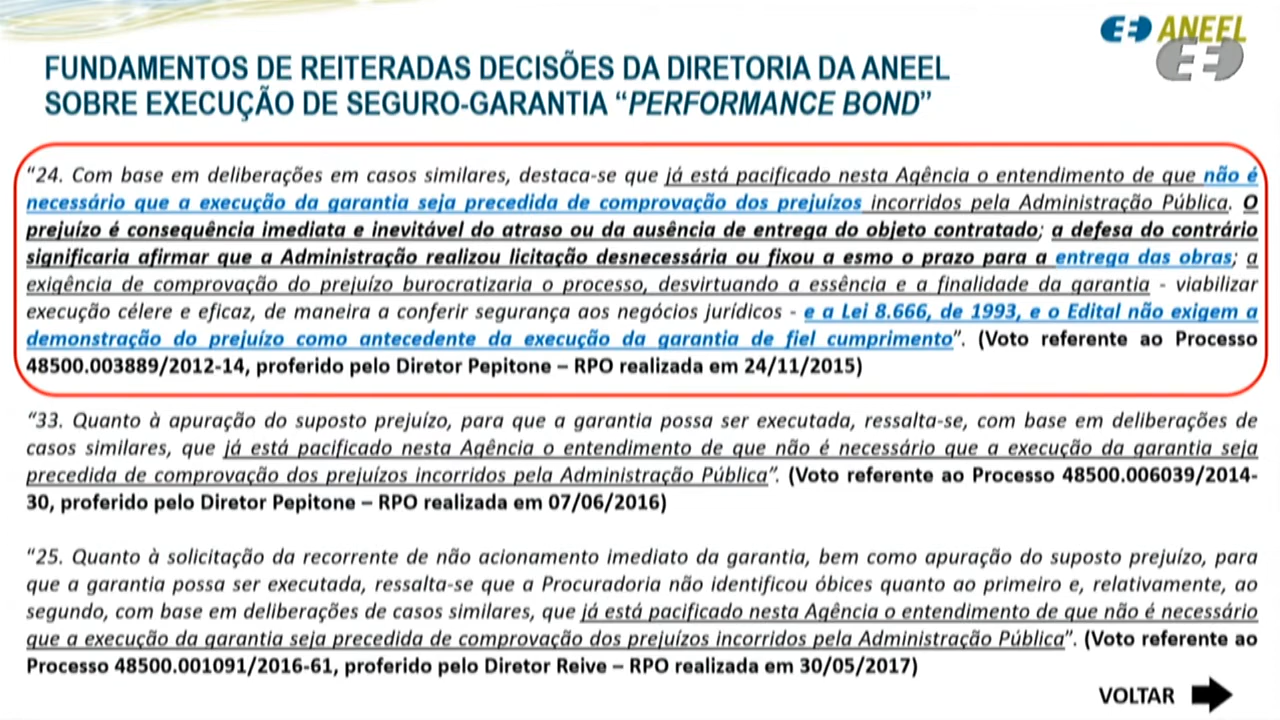 ANEEL
FUNDAMENTOS DE REITERADAS DECISÕES DA DIRETORIA DA ANEEL
SOBRE EXECUÇÃO DE SEGURO-GARANTIA “PERFORMANCE BOND”
“24. Com base em deliberações em casos similares, destaca-se que já está pacificado nesta Agência o entendimento de que não é
necessário que a execução da garantia seja precedida de comprovação dos prejuízos incorridos pela Administração Pública. O
prejuízo é consequência imediata e inevitável do atraso ou da ausência de entrega do objeto contratado; a defesa do contrário
significaria afirmar que a Administração realizou licitação desnecessária ou fixou a esmo o prazo para a entrega das obras; a
exigência de comprovação do prejuízo burocratizaria o processo, desvirtuando a essência e a finalidade da garantia - viabilizar
execução célere e eficaz, de maneira a conferir segurança aos negócios jurídicos - e a Lei 8.666, de 1993, e o Edital não exigem a
demonstração do prejuízo como antecedente da execução da garantia de fiel cumprimento”. (Voto referente ao Processo
48500.003889/2012-14, proferido pelo Diretor Pepitone – RPO realizada em 24/11/2015)
“33. Quanto à apuração do suposto prejuízo, para que a garantia possa ser executada, ressalta-se, com base em deliberações de
casos similares, que já está pacificado nesta Agência o entendimento de que não é necessário que a execução da garantia seja
precedida de comprovação dos prejuízos incorridos pela Administração Pública”. (Voto referente ao Processo 48500.006039/2014-
30, proferido pelo Diretor Pepitone – RPO realizada em 07/06/2016)
“25. Quanto à solicitação da recorrente de não acionamento imediato da garantia, bem como apuração do suposto prejuízo, para
que a garantia possa ser executada, ressalta-se que a Procuradoria não identificou óbices quanto ao primeiro e, relativamente, ao
segundo, com base em deliberações de casos similares, que já está pacificado nesta Agência o entendimento de que não é necessário
que a execução da garantia seja precedida de comprovação dos prejuízos incorridos pela Administração Pública”. (Voto referente ao
Processo 48500.001091/2016-61, proferido pelo Diretor Reive – RPO realizada em 30/05/2017)
VOLTAR